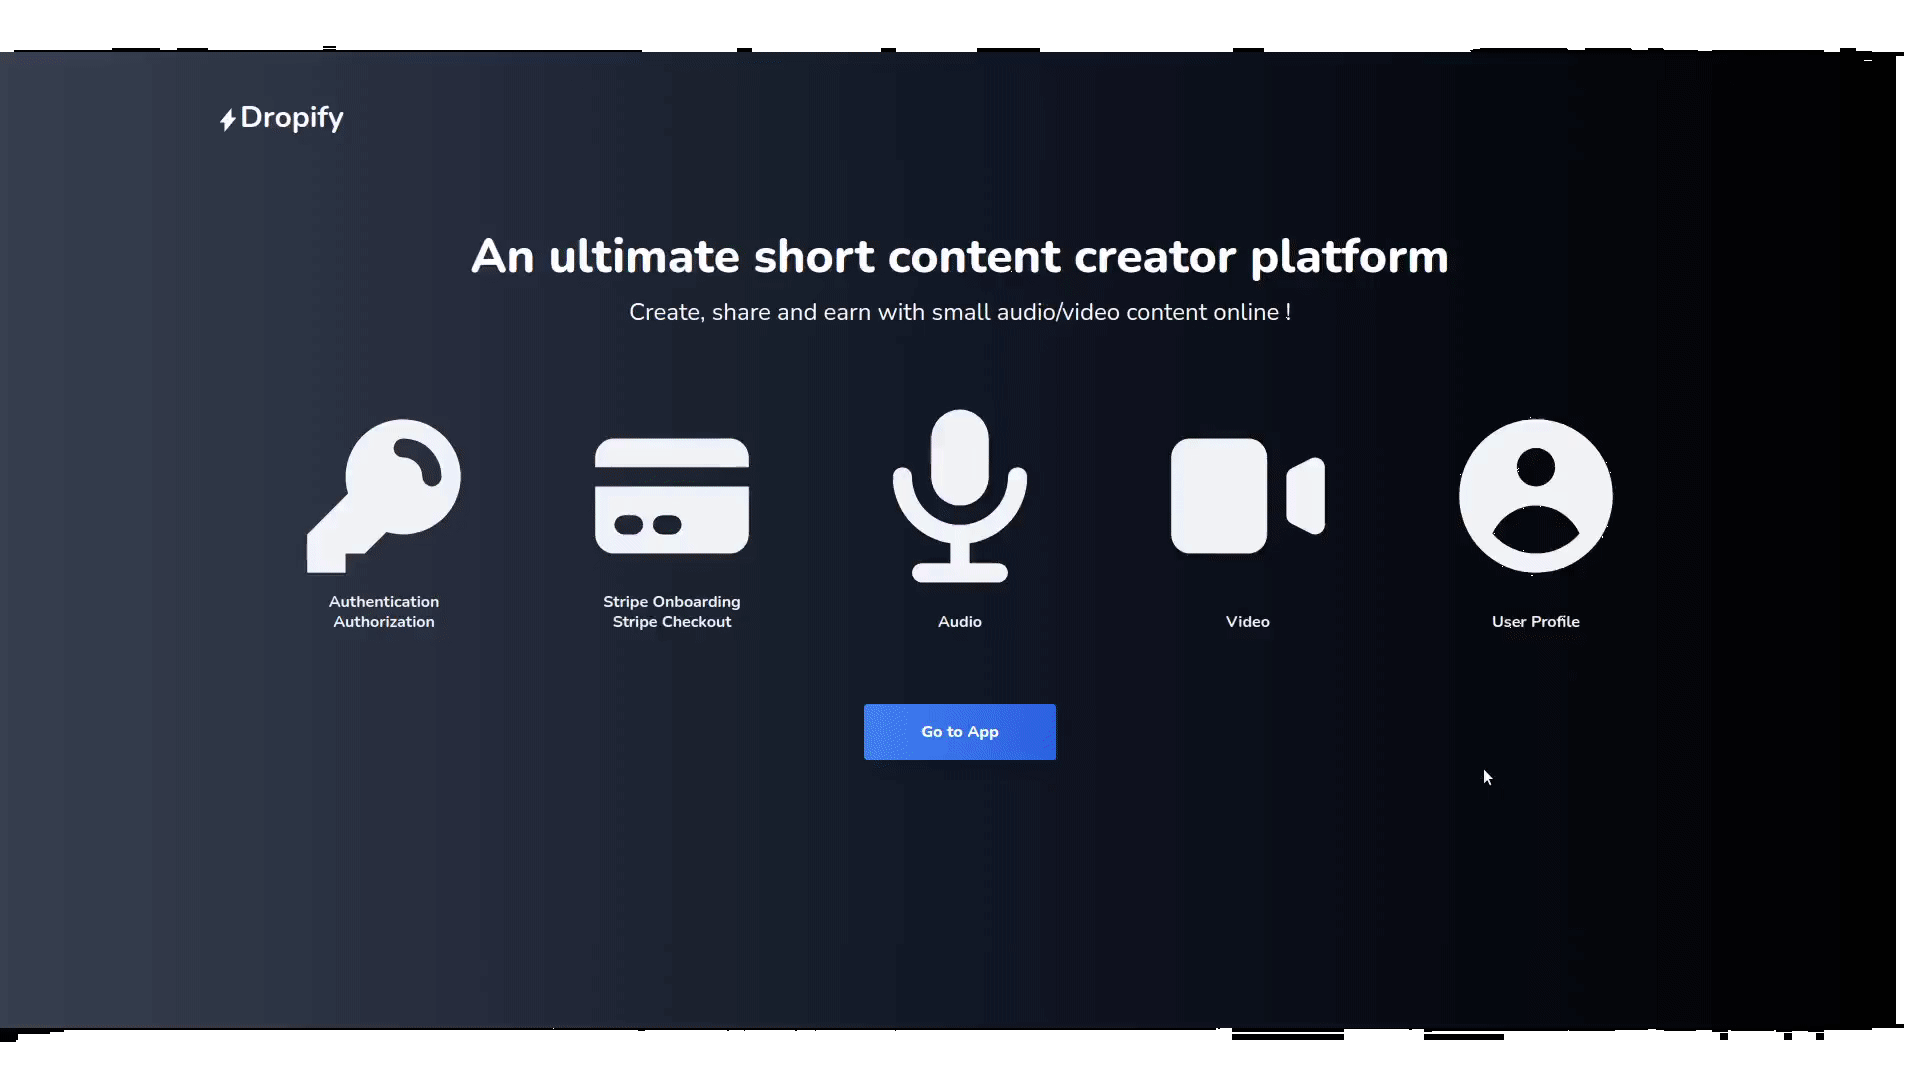 Dropify
An ultimate short content creator platform
Create, share and earn with small audio/video content online !
Authentication
Authorization
Stripe Onboarding
Stripe Checkout
Audio
Video
User Profile
Go to App